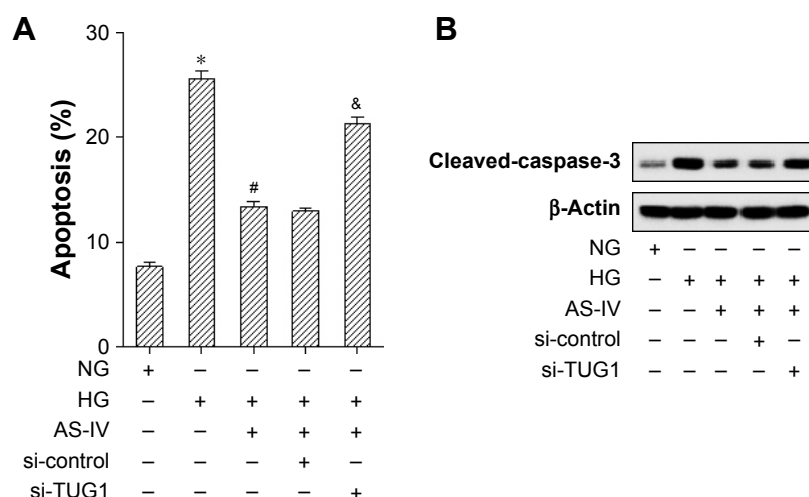 A
30
20
10
0
Apoptosis (%)
*
#
&
NG + – – – –
HG – + + + +
AS-IV – – + + +
si-control – – – + –
si-TUG1 – – – – +
B
Cleaved-caspase-3
β-Actin
NG + – – – –
HG – + + + +
AS-IV – – + + +
si-control – – – + –
si-TUG1 – – – – +